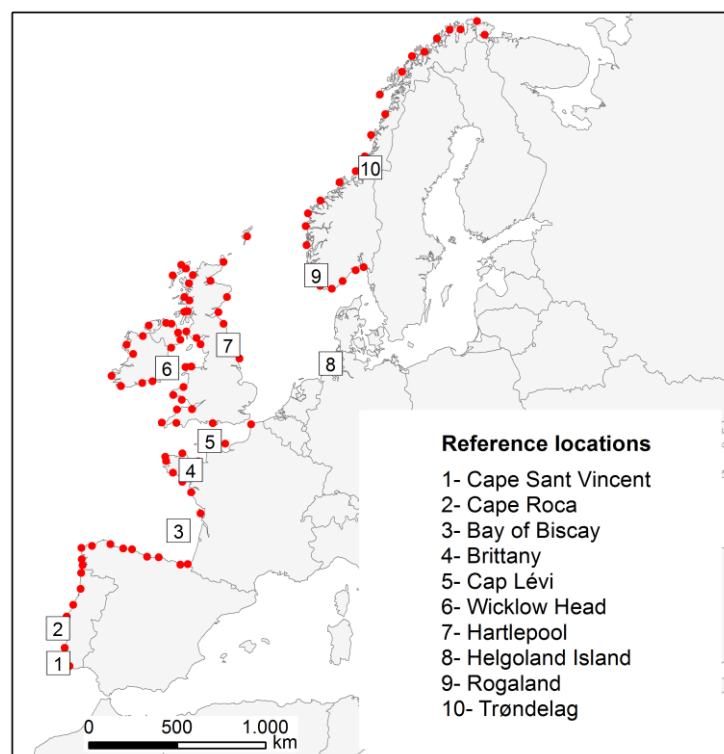 10
9
8
7
6
5
4
3
2
1
Reference locations
1- Cape Sant Vincent
2- Cape Roca
3- Bay of Biscay
4- Brittany
5- Cap Lévi
6- Wicklow Head
7- Hartlepool
8- Helgoland Island
9- Rogaland
10- Trøndelag
0 500 1.000
km